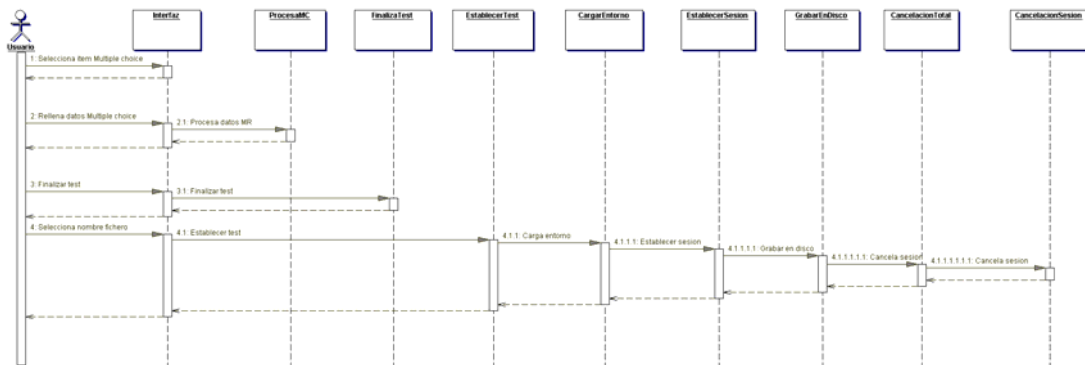 Interfaz
ProcesaMC
FinalizaTest
EstablecerTest
CargarEntorno
EstablecerSesion
GrabarEnDisco
CancelacionTotal
CancelacionSesion
Usuario
1: Selecciona item Multiple choice
2: Rellena datos Multiple choice
2.1: Procesa datos MR
3: Finalizar test
3.1: Finalizar test
4: Selecciona nombre fichero
4.1: Establecer test
4.1.1: Carga entorno
4.1.1.1: Establecer sesion
4.1.1.1.1: Grabar en disco
4.1.1.1.1.1: Cancela sesion
4.1.1.1.1.1.1: Cancela sesion